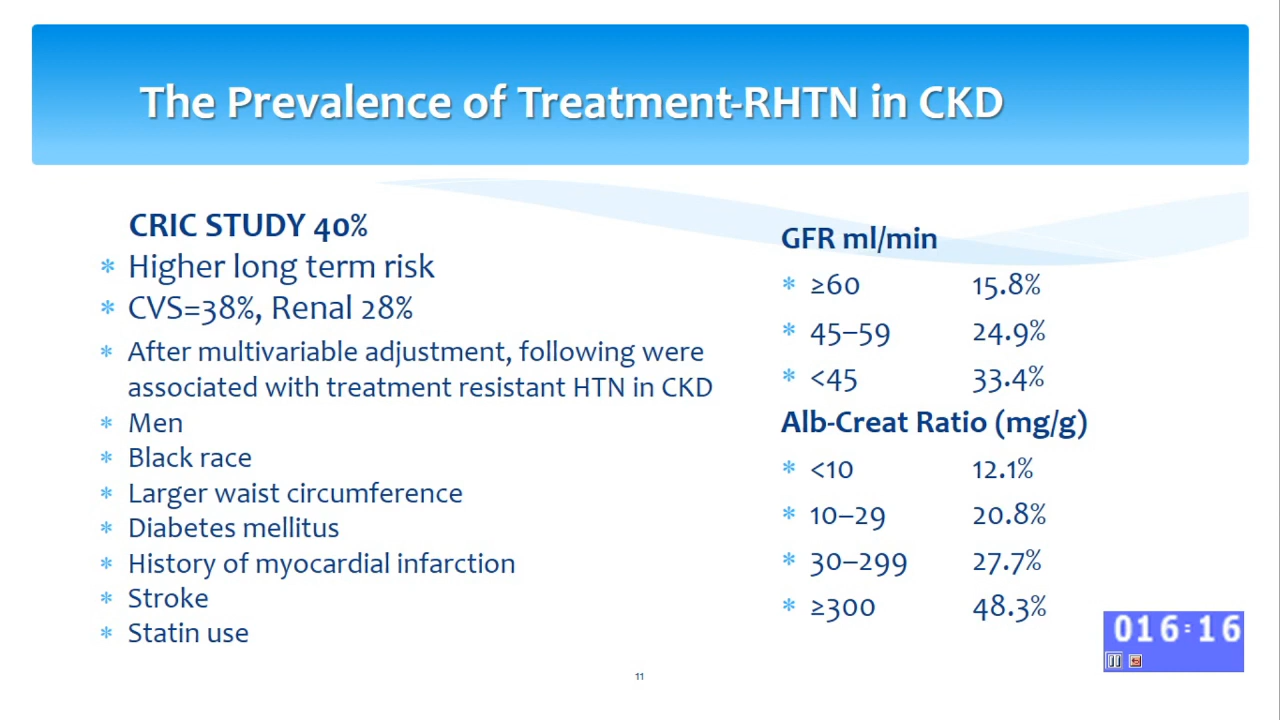 The Prevalence of Treatment-RHTN in CKD
CRIC STUDY 40%
* Higher long term risk
* CVS=38%, Renal 28%
* After multivariable adjustment, following were
associated with treatment resistant HTN in CKD
* Men
* Black race
* Larger waist circumference
* Diabetes mellitus
* History of myocardial infarction
* Stroke
* Statin use
GFR ml/min
* ≥60 15.8%
* 45–59 24.9%
* <45 33.4%
Alb-Creat Ratio (mg/g)
* <10 12.1%
* 10–29 20.8%
* 30–299 27.7%
* ≥300 48.3%
016:16
11